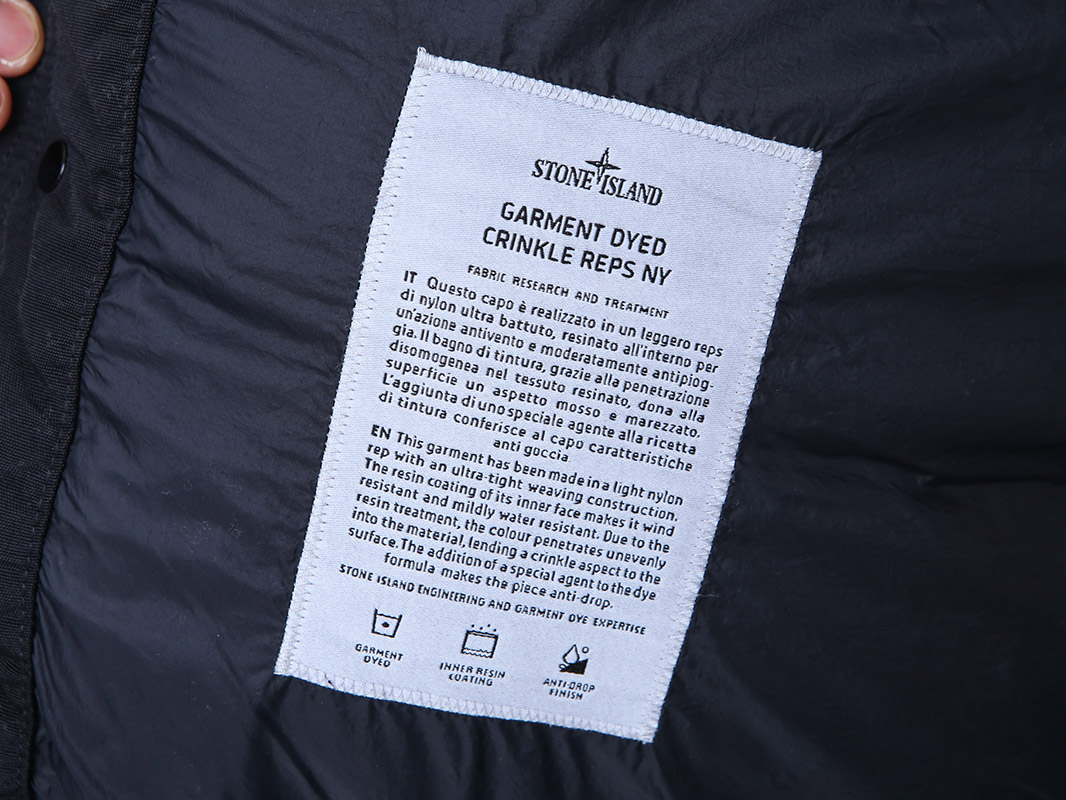 STONE ISLAND
GARMENT DYED
CRINKLE REPS NY
FABRIC RESEARCH AND TREATMENT
IT Questo capo è realizzato in un leggero reps
di nylon ultra battuto, resinato all'interno per
un'azione antivento e moderatamente antipiog-
gia. Il bagno di tintura, grazie alla penetrazione
disomogenea nel tessuto resinato, dona alla
superficie un aspetto mosso e marezzato.
L'aggiunta di uno speciale agente alla ricetta
di tintura conferisce al capo caratteristiche
anti goccia.
EN This garment has been made in a light nylon
rep with an ultra-tight weaving construction.
The resin coating of its inner face makes it wind
resistant and mildly water resistant. Due to the
resin treatment, the colour penetrates unevenly
into the material, lending a crinkle aspect to the
surface. The addition of a special agent to the dye
formula makes the piece anti-drop.
STONE ISLAND ENGINEERING AND GARMENT DYE EXPERTISE
GARMENT
DYED
INNER RESIN
COATING
ANTI-DROP
FINISH